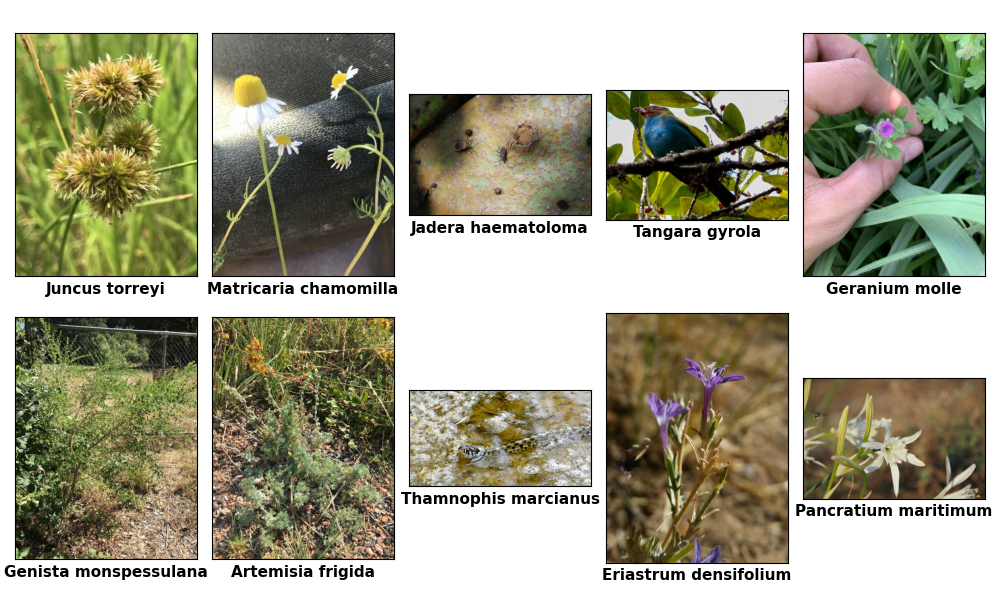 Juncus torreyi
Matricaria chamomilla
Jadera haematoloma
Tangara gyrola
Geranium molle
Genista monspessulana
Artemisia frigida
Thamnophis marcianus
Eriastrum densifolium
Pancratium maritimum